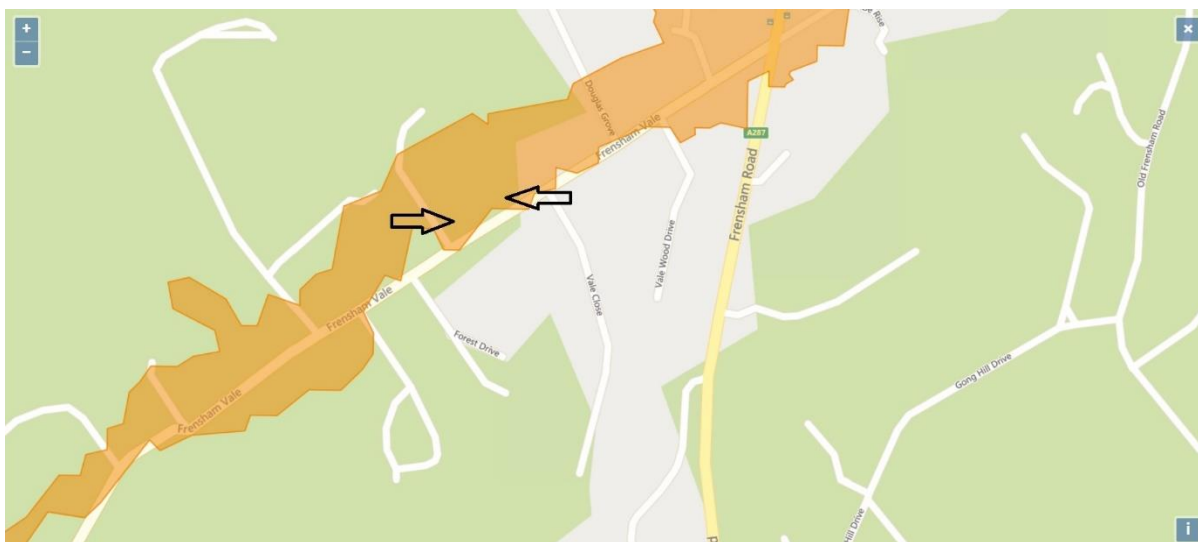 +
−
×
Douglas Grove
Frensham Vale
A287
Frensham Road
Old Frensham Road
Vale Wood Drive
Vale Close
Frensham Vale
Forest Drive
Gong Hill Drive
Frensham Vale
Hill Drive
i